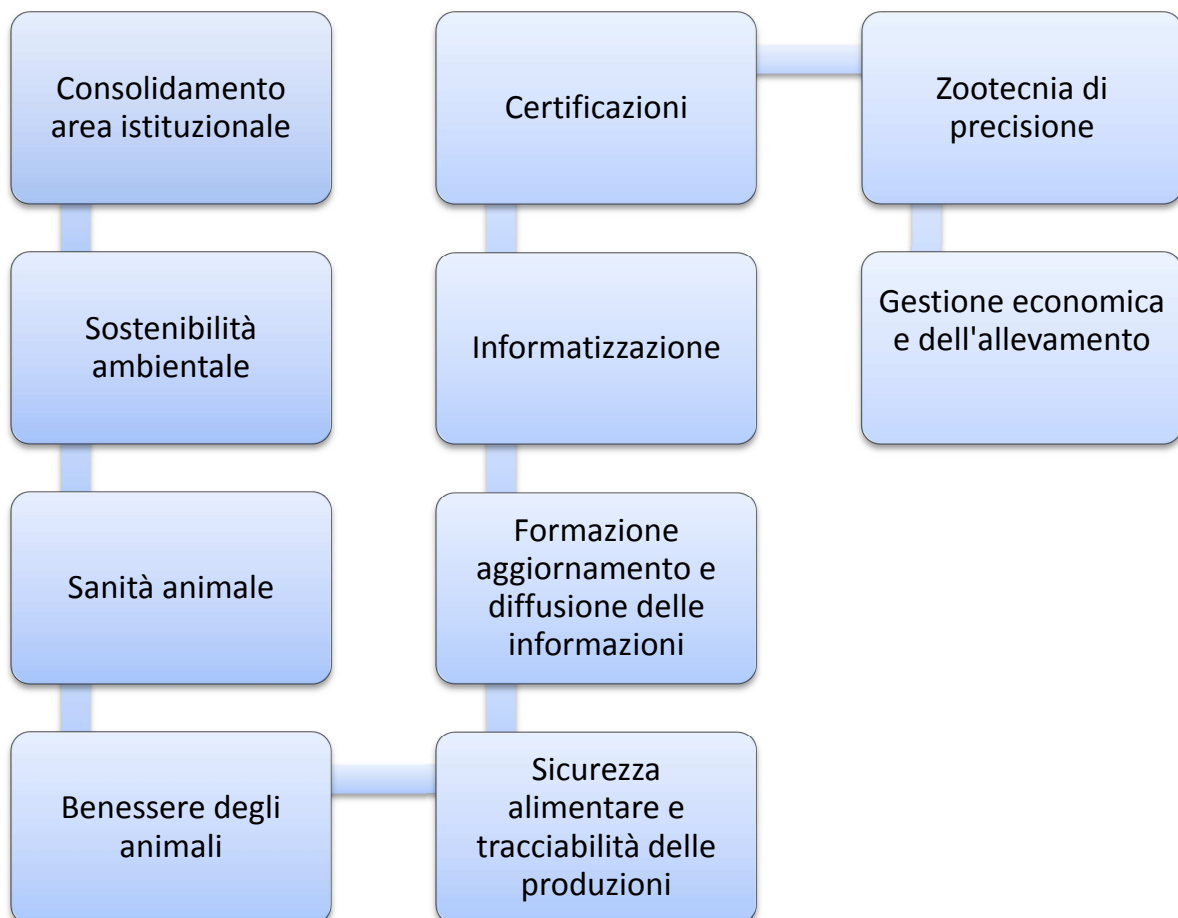 Consolidamento
area istituzionale
Sostenibilità
ambientale
Sanità animale
Benessere degli
animali
Sicurezza
alimentare e
tracciabilità delle
produzioni
Formazione
aggiornamento e
diffusione delle
informazioni
Informatizzazione
Certificazioni
Zootecnia di
precisione
Gestione economica
e dell'allevamento